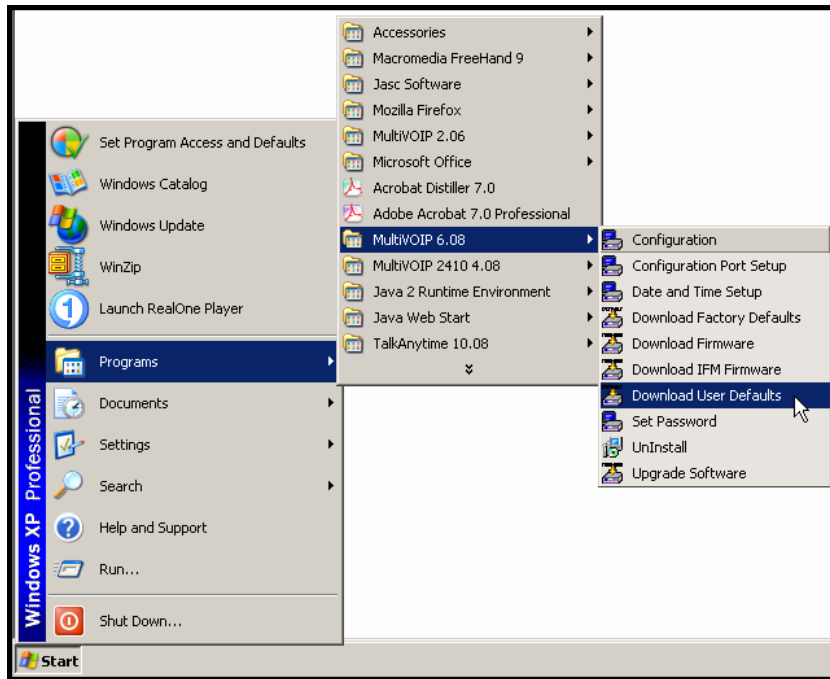 Set Program Access and Defaults
Windows Catalog
Windows Update
WinZip
Launch RealOne Player
Programs
Documents
Settings
Search
Help and Support
Run...
Shut Down...
Windows XP Professional
Start
Accessories
Macromedia FreeHand 9
Jasc Software
Mozilla Firefox
MultiVOIP 2.06
Microsoft Office
Acrobat Distiller 7.0
Adobe Acrobat 7.0 Professional
MultiVOIP 6.08
MultiVOIP 2410 4.08
Java 2 Runtime Environment
Java Web Start
TalkAnytime 10.08
Configuration
Configuration Port Setup
Date and Time Setup
Download Factory Defaults
Download Firmware
Download IFM Firmware
Download User Defaults
Set Password
UnInstall
Upgrade Software